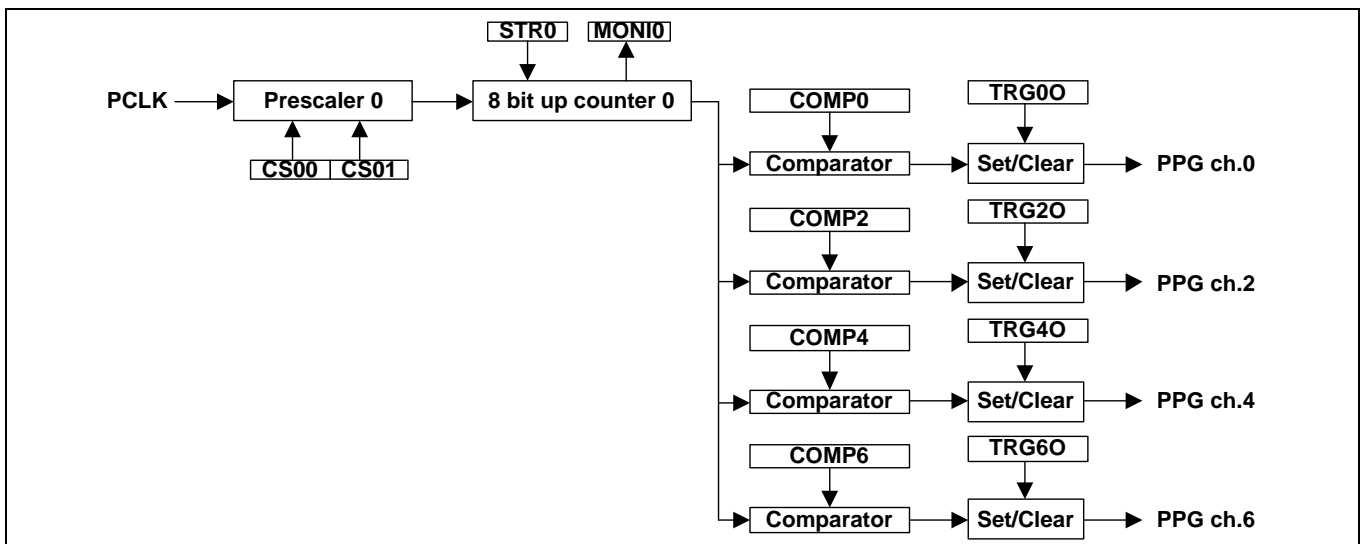 STR0 MONI0
PCLK Prescaler 0 8 bit up counter 0
CS00 CS01
COMP0 TRG0O
Comparator Set/Clear PPG ch.0
COMP2 TRG2O
Comparator Set/Clear PPG ch.2
COMP4 TRG4O
Comparator Set/Clear PPG ch.4
COMP6 TRG6O
Comparator Set/Clear PPG ch.6